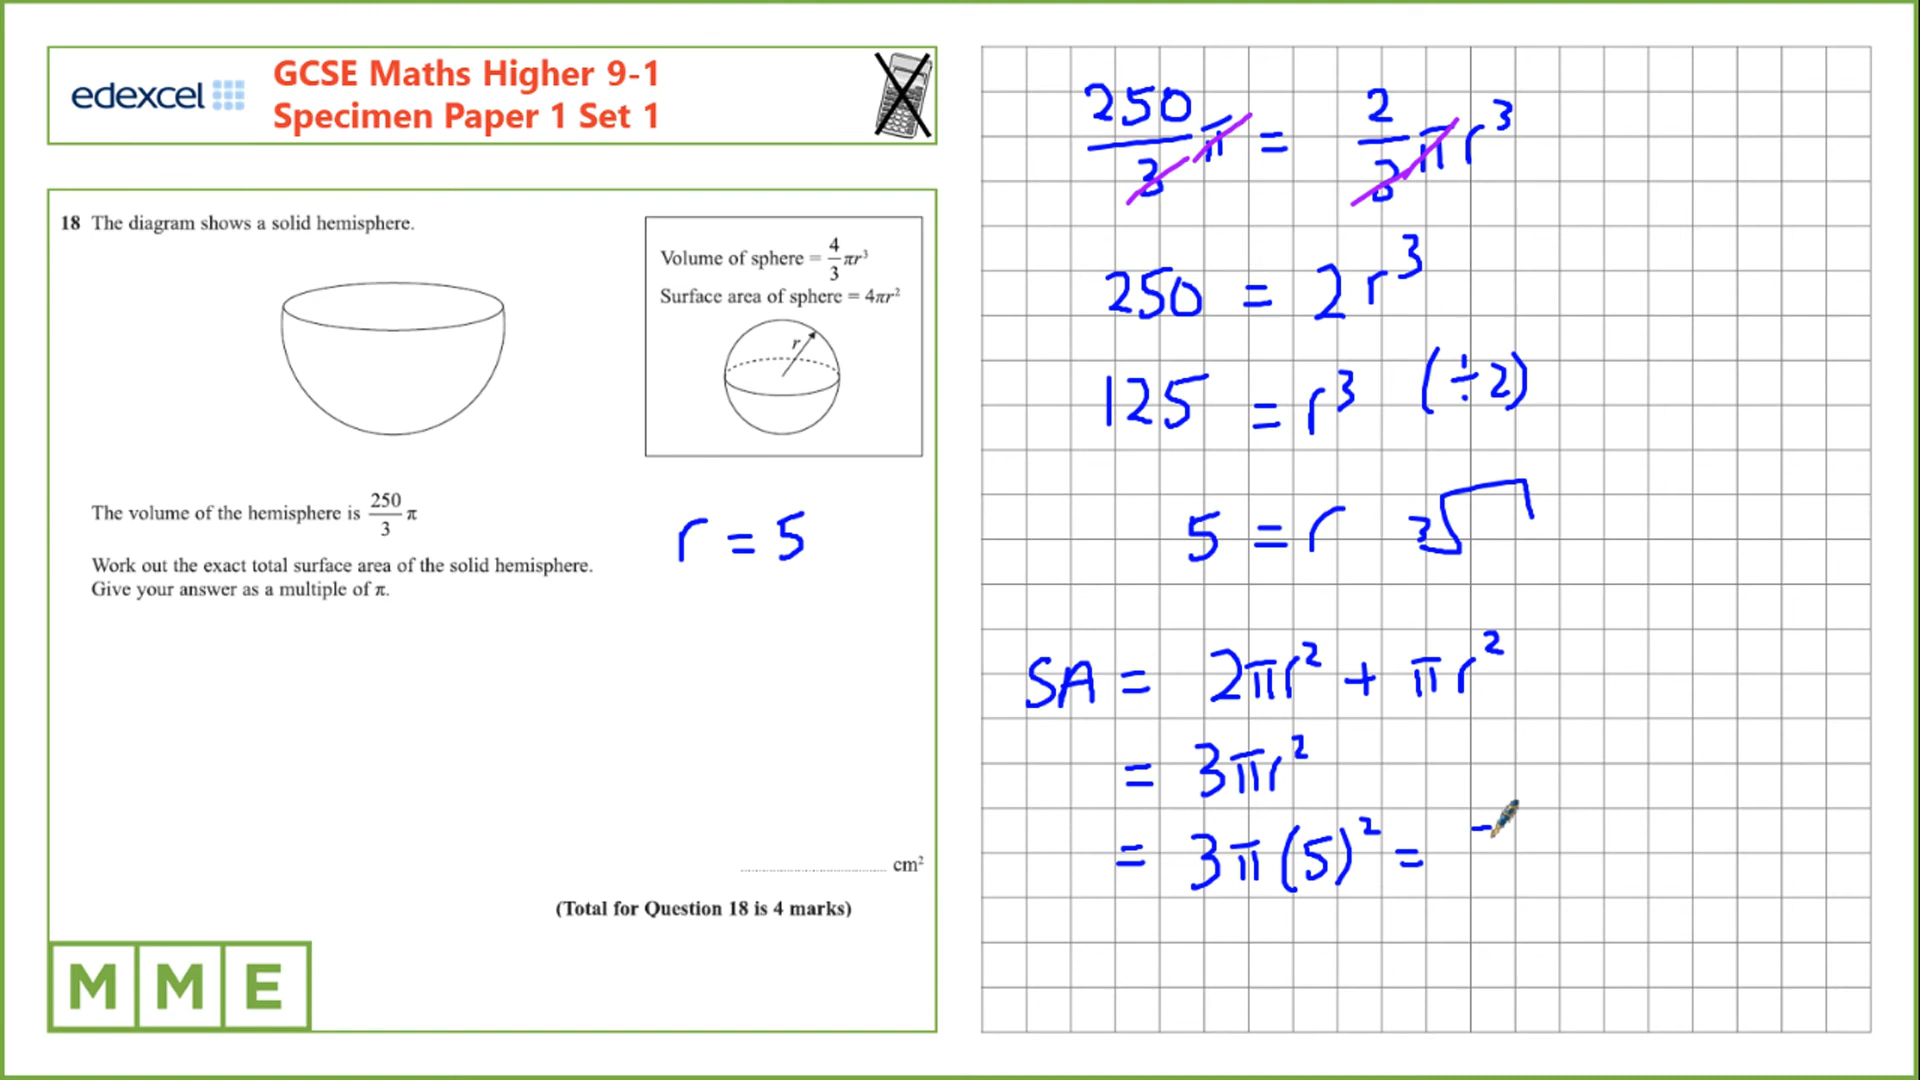 edexcel
GCSE Maths Higher 9-1
Specimen Paper 1 Set 1
18 The diagram shows a solid hemisphere.
Volume of sphere = 4/3 πr³
Surface area of sphere = 4πr²
r
The volume of the hemisphere is 250/3 π
Work out the exact total surface area of the solid hemisphere.
Give your answer as a multiple of π.
r = 5
cm²
(Total for Question 18 is 4 marks)
MME
250/3 π = 2/3 πr³
250 = 2r³
125 = r³ (÷2)
5 = r ³√
SA = 2πr² + πr²
= 3πr²
= 3π(5)² =